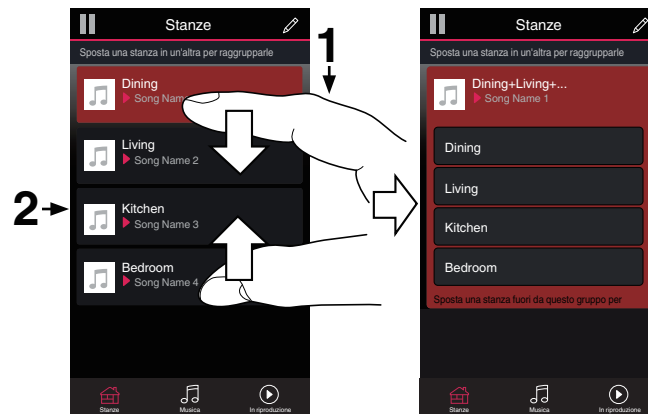 Stanze
Sposta una stanza in un'altra per raggrupparle
Dining
Song Nam
Living
Song Name 2
Kitchen
Song Name 3
Bedroom
Song Name 4
Stanze
Musica
In riproduzione
1
2
Stanze
Sposta una stanza in un'altra per raggrupparle
Dining+Living+...
Song Name 1
Dining
Living
Kitchen
Bedroom
Sposta una stanza fuori da questo gruppo per
Stanze
Musica
In riproduzione